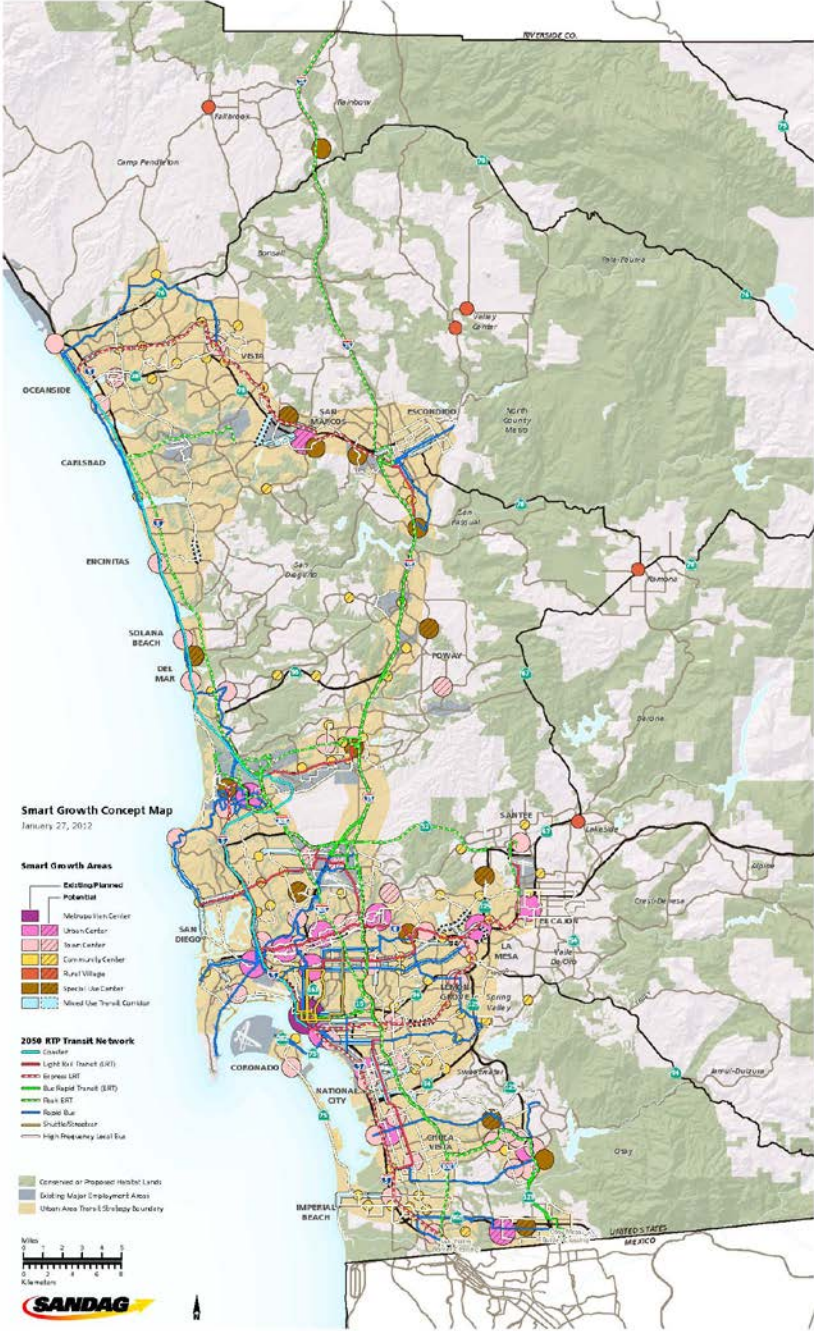 RIVERSIDE CO.
Rainbow
Fallbrook
Camp Pendleton
Bonsall
Pala-Pauma
Valley
Center
VISTA
OCEANSIDE
SAN
MARCOS
ESCONDIDO
North
County
Metro
CARLSBAD
San
Pasqual
ENCINITAS
San
Dieguito
Ramona
SOLANA
BEACH
DEL
MAR
POWAY
Barona
Smart Growth Concept Map
January 27, 2012
SANTEE
Lakeside
Alpine
Smart Growth Areas
Existing/Planned
Potential
Metropolitan Center
Urban Center
Town Center
Community Center
Rural Village
Special Use Center
Mixed Use Transit Corridor
Crest-Dehesa
EL CAJON
SAN
DIEGO
LA
MESA
Valle
De Oro
LEMON
GROVE
Spring
Valley
2050 RTP Transit Network
Coaster
Light Rail Transit (LRT)
Express LRT
Bus Rapid Transit (BRT)
Peak BRT
Rapid Bus
Shuttle/Streetcar
High Frequency Local Bus
CORONADO
Sweetwater
Jamul-Dulzura
NATIONAL
CITY
CHULA
VISTA
Otay
Conserved or Proposed Habitat Lands
Existing Major Employment Areas
Urban Area Transit Strategy Boundary
IMPERIAL
BEACH
UNITED STATES
MEXICO
Miles
0 1 2 3 4 5
Kilometers
SANDAG